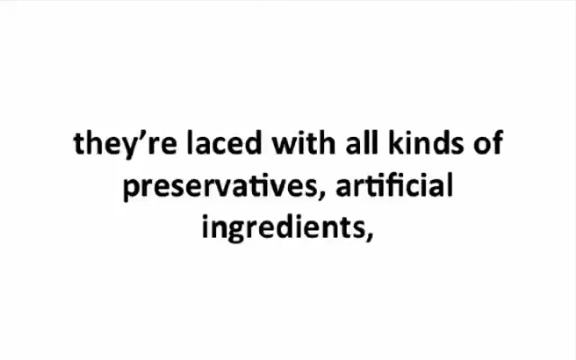 they’re laced with all kinds of
preservatives, artificial
ingredients,